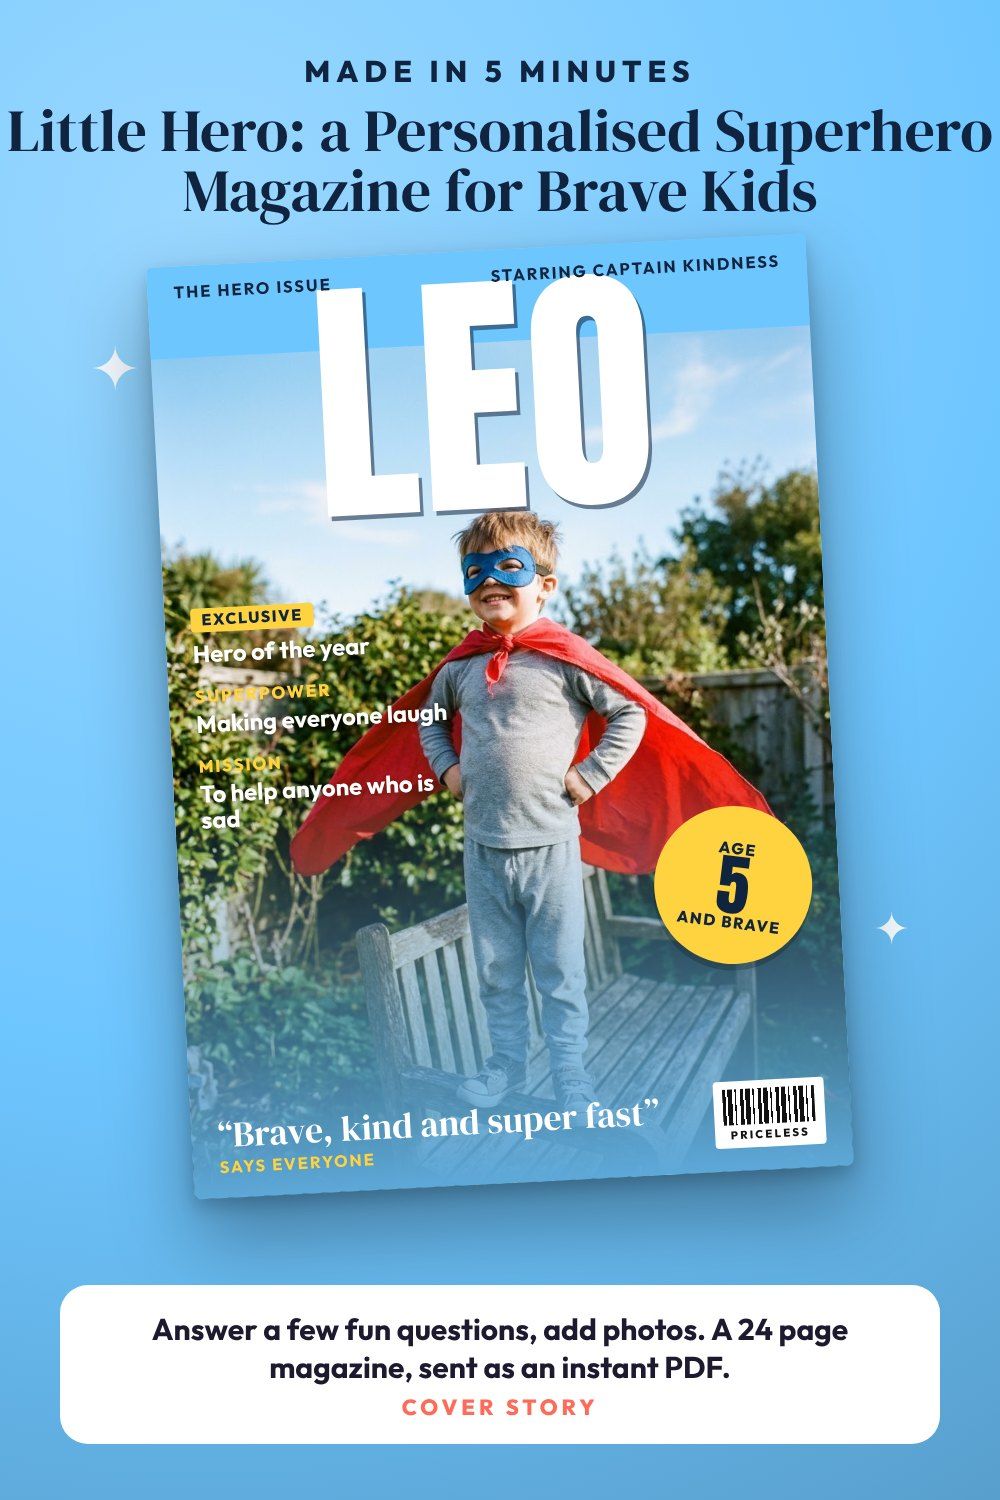 MADE IN 5 MINUTES
Little Hero: a Personalised Superhero
Magazine for Brave Kids
THE HERO ISSUE
STARRING CAPTAIN KINDNESS
LEO
EXCLUSIVE
Hero of the year
SUPERPOWER
Making everyone laugh
MISSION
To help anyone who is
sad
AGE
5
AND BRAVE
“Brave, kind and super fast”
SAYS EVERYONE
PRICELESS
Answer a few fun questions, add photos. A 24 page
magazine, sent as an instant PDF.
COVER STORY